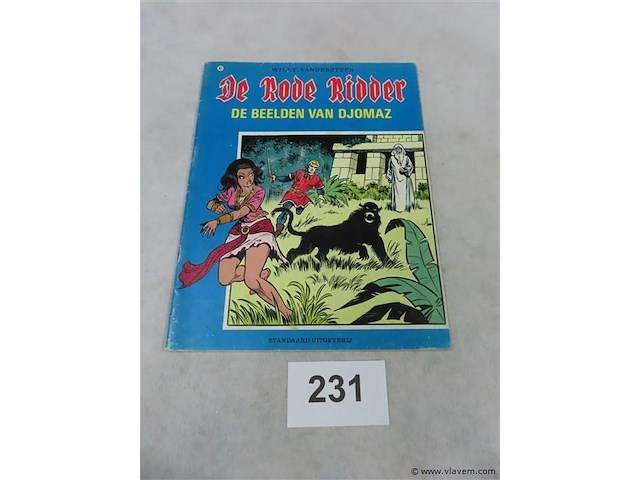 WILLY VANDERSTEEN
De Rode Ridder
DE BEELDEN VAN DJOMAZ
STANDAARD UITGEVERIJ
231
© www.vlavem.com